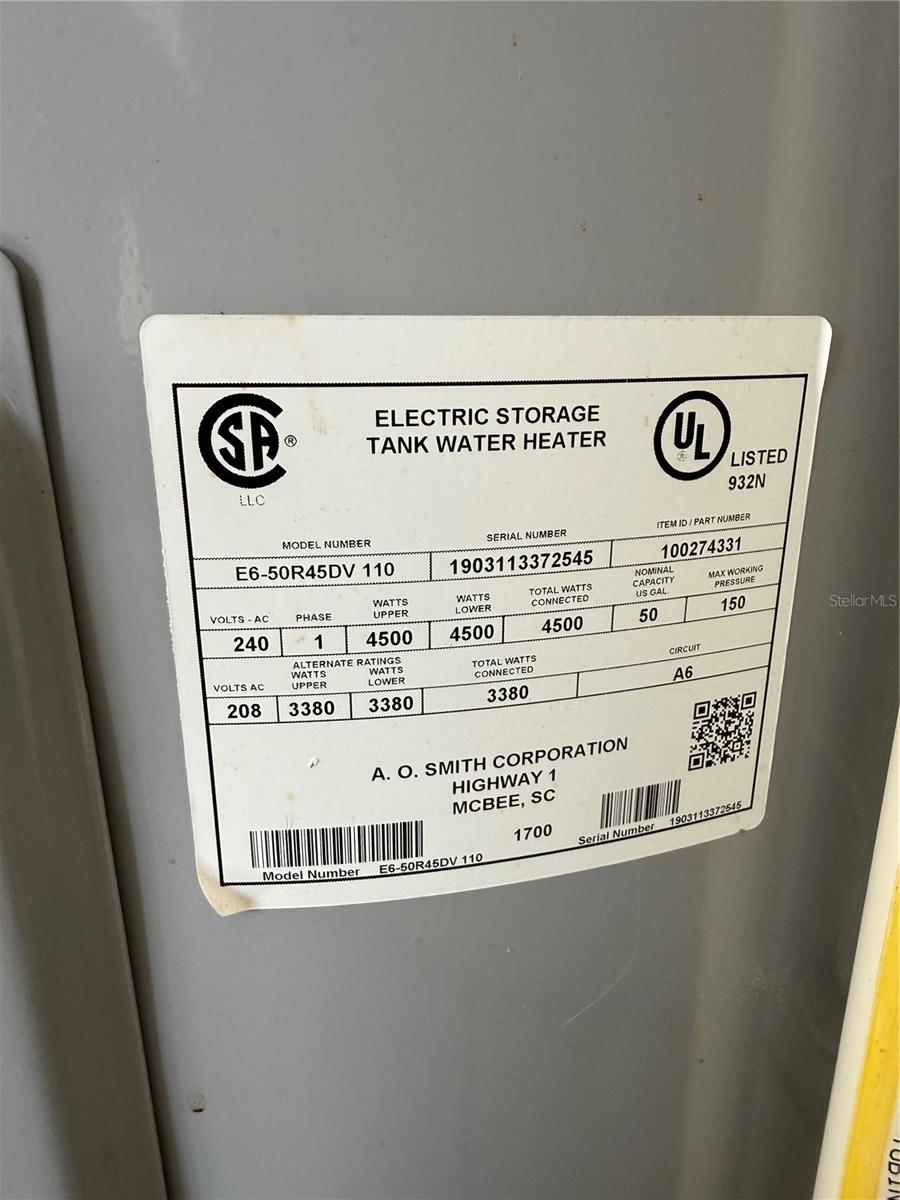 SA ®
LLC
ELECTRIC STORAGE
TANK WATER HEATER
UL ®
LISTED
932N
MODEL NUMBER SERIAL NUMBER ITEM ID / PART NUMBER
E6-50R45DV 110 1903113372545 100274331
VOLTS - AC PHASE WATTS UPPER WATTS LOWER TOTAL WATTS CONNECTED NOMINAL CAPACITY US GAL. MAX WORKING PRESSURE
240 1 4500 4500 4500 50 150
ALTERNATE RATINGS
VOLTS AC WATTS UPPER WATTS LOWER TOTAL WATTS CONNECTED CIRCUIT
208 3380 3380 3380 A6
A. O. SMITH CORPORATION
HIGHWAY 1
MCBEE, SC
1700
Model Number E6-50R45DV 110
Serial Number 1903113372545
StellarMLS